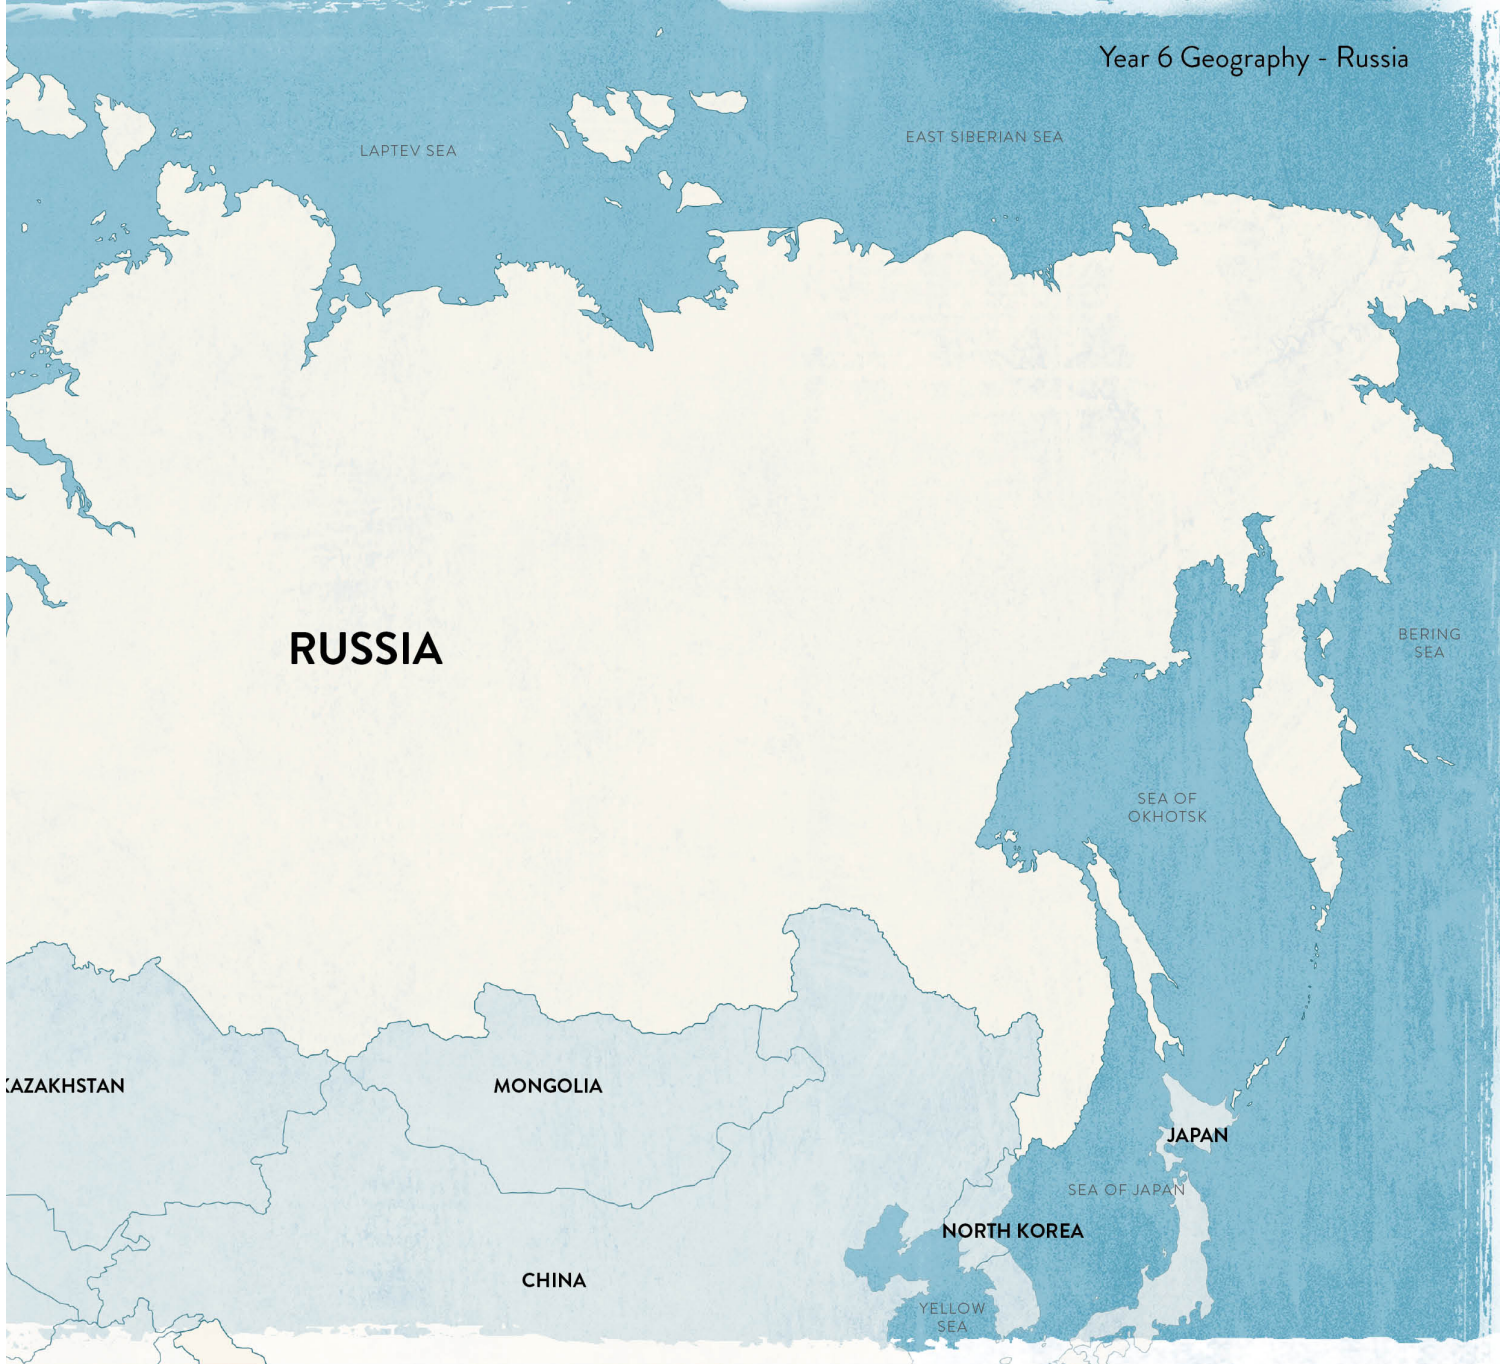 Year 6 Geography - Russia
EAST SIBERIAN SEA
LAPTEV SEA
RUSSIA
BERING
SEA
SEA OF
OKHOTSK
KAZAKHSTAN
MONGOLIA
JAPAN
SEA OF JAPAN
NORTH KOREA
CHINA
YELLOW
SEA